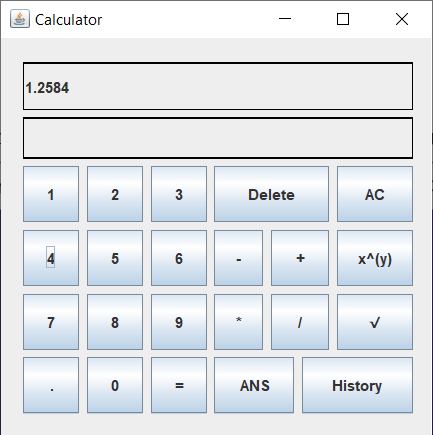 Calculator
1.2584
1 2 3 Delete AC
4 5 6 - + x^(y)
7 8 9 * / √
. 0 = ANS History